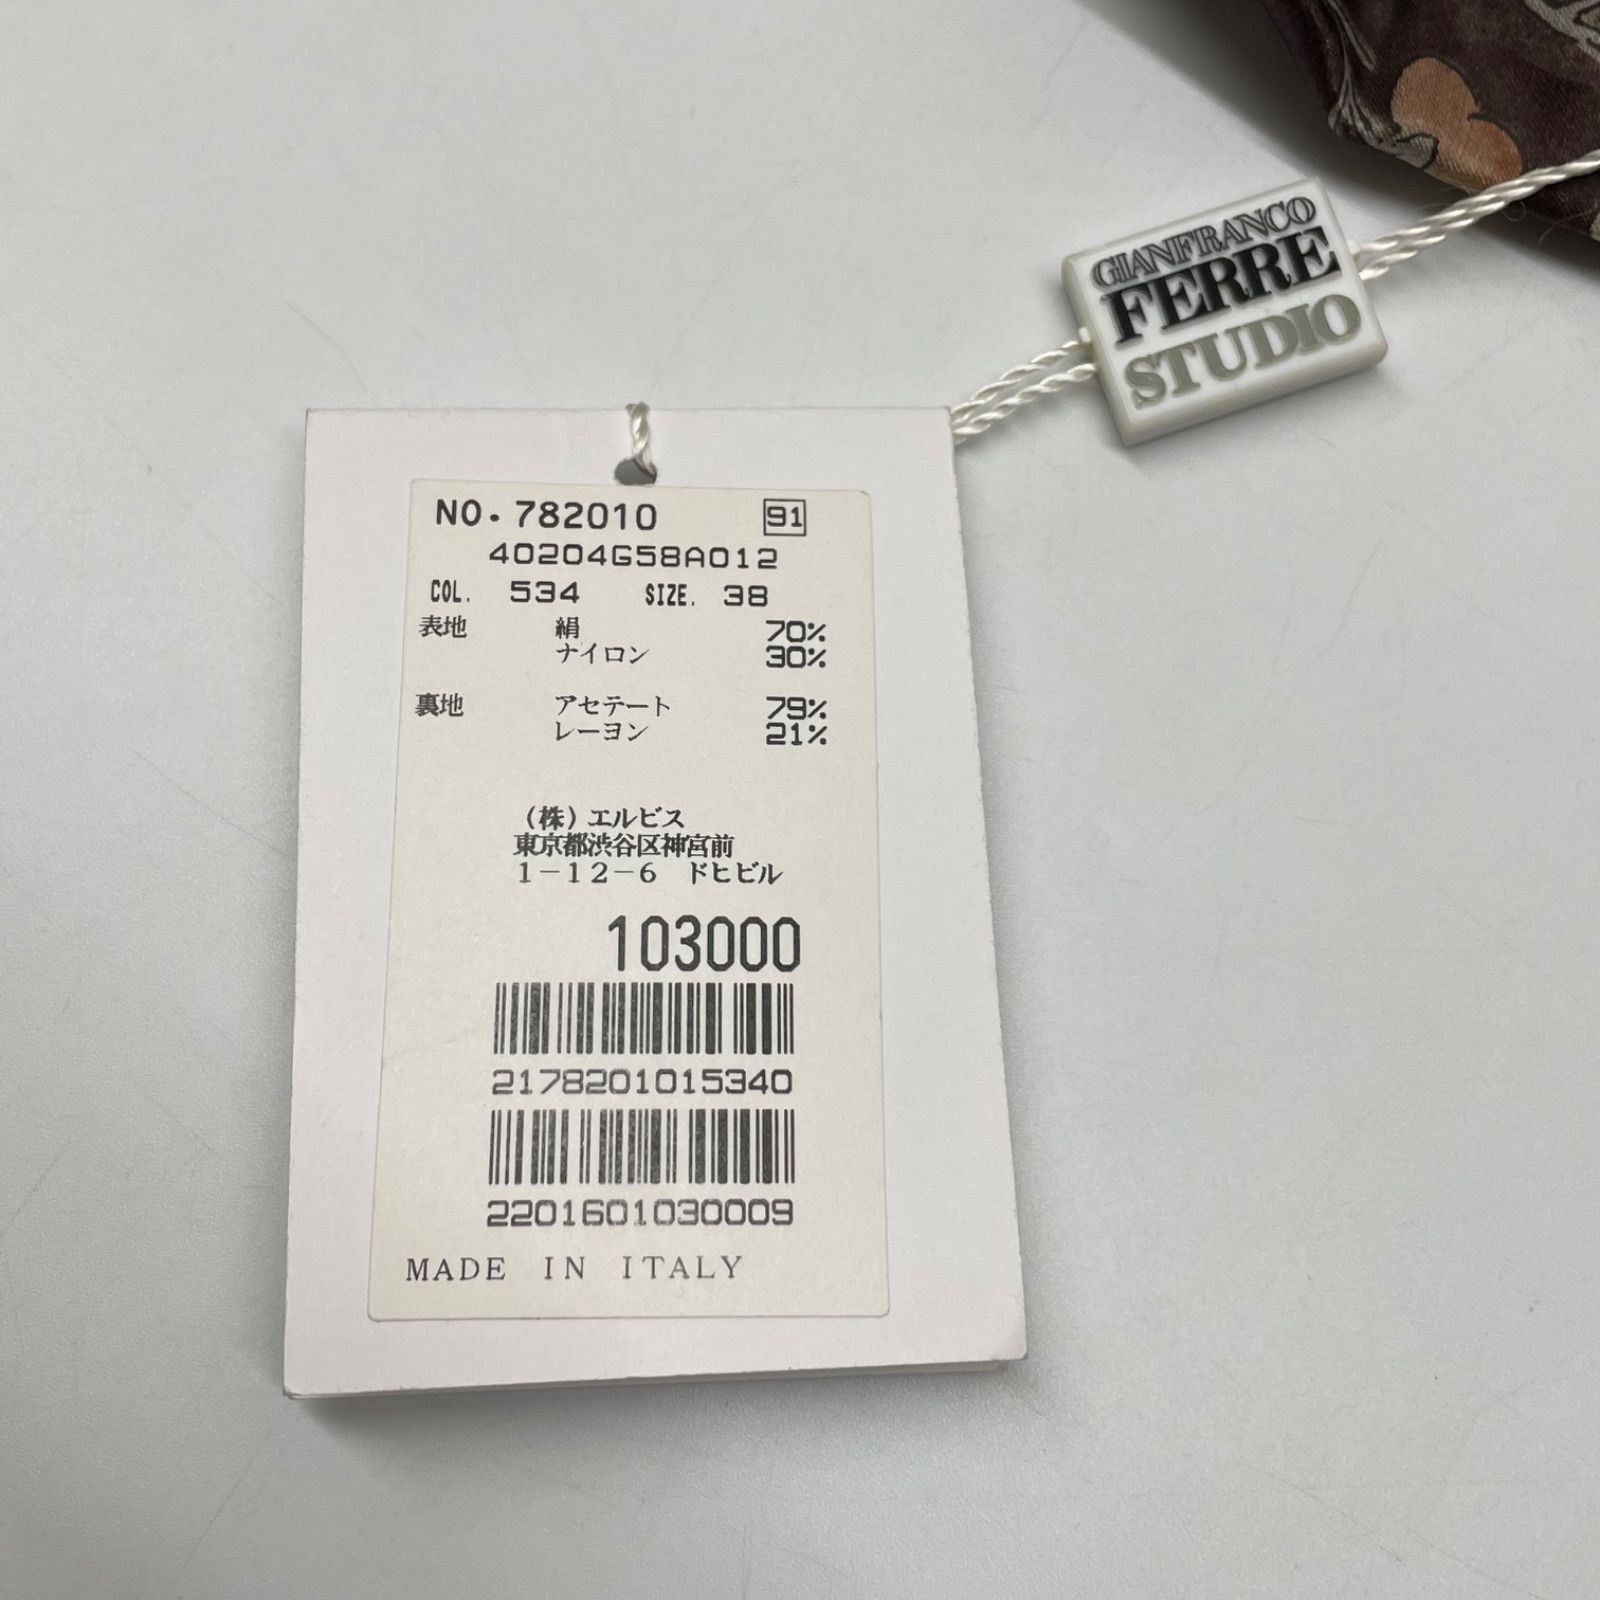 GIANFRANCO
FERRE
STUDIO
NO. 782010 91
40204G58A012
COL. 534 SIZE. 38
表地 絹 70%
ナイロン 30%
裏地 アセテート 79%
レーヨン 21%
(株)エルビス
東京都渋谷区神宮前
1-12-6 ドヒビル
103000
2178201015340
2201601030009
MADE IN ITALY